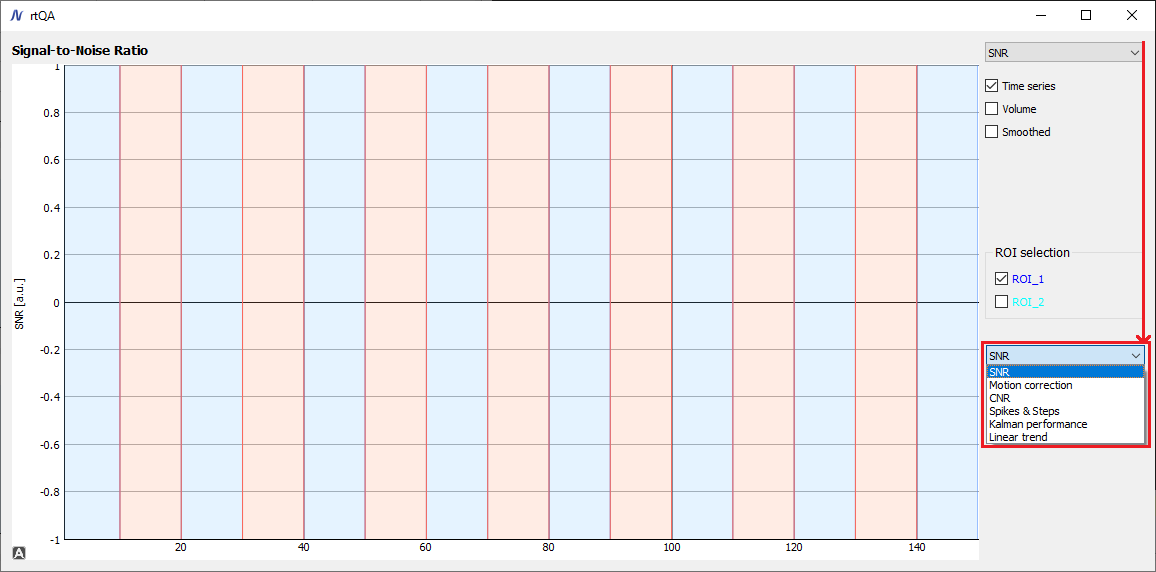 rtQA
Signal-to-Noise Ratio
SNR
Time series
Volume
Smoothed
ROI selection
ROI_1
ROI_2
SNR
SNR
Motion correction
CNR
Spikes & Steps
Kalman performance
Linear trend
SNR [a.u.]
1
0.8
0.6
0.4
0.2
0
-0.2
-0.4
-0.6
-0.8
-1
20
40
60
80
100
120
140
A